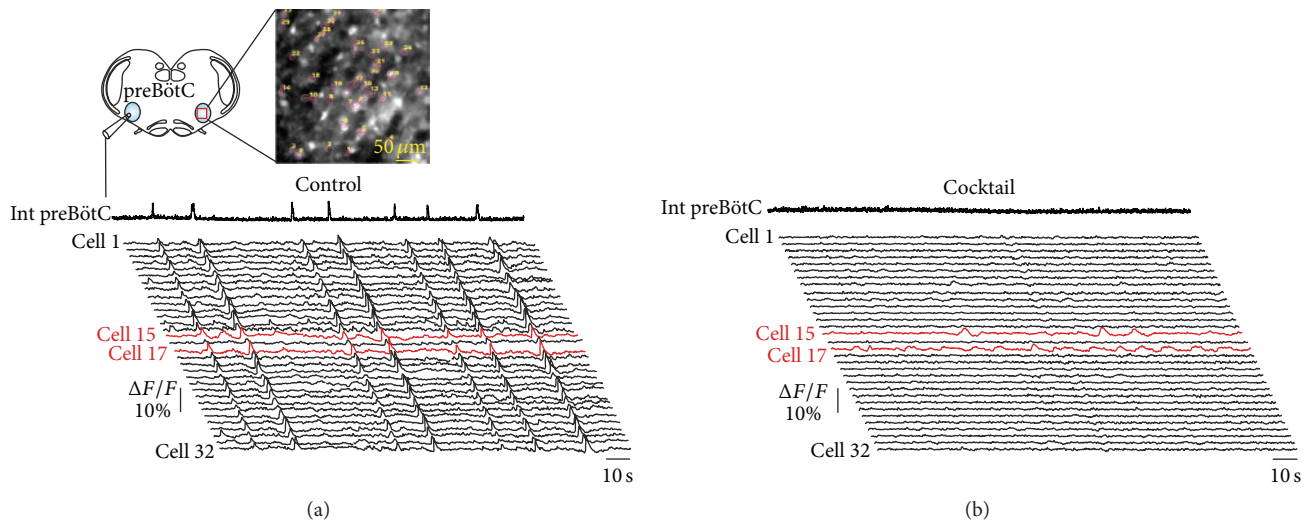 preBötC
50 μm
Control
Int preBötC
Cell 1
Cell 15
Cell 17
ΔF/F
10%
Cell 32
10 s
(a)
Cocktail
Int preBötC
Cell 1
Cell 15
Cell 17
ΔF/F
10%
Cell 32
10 s
(b)